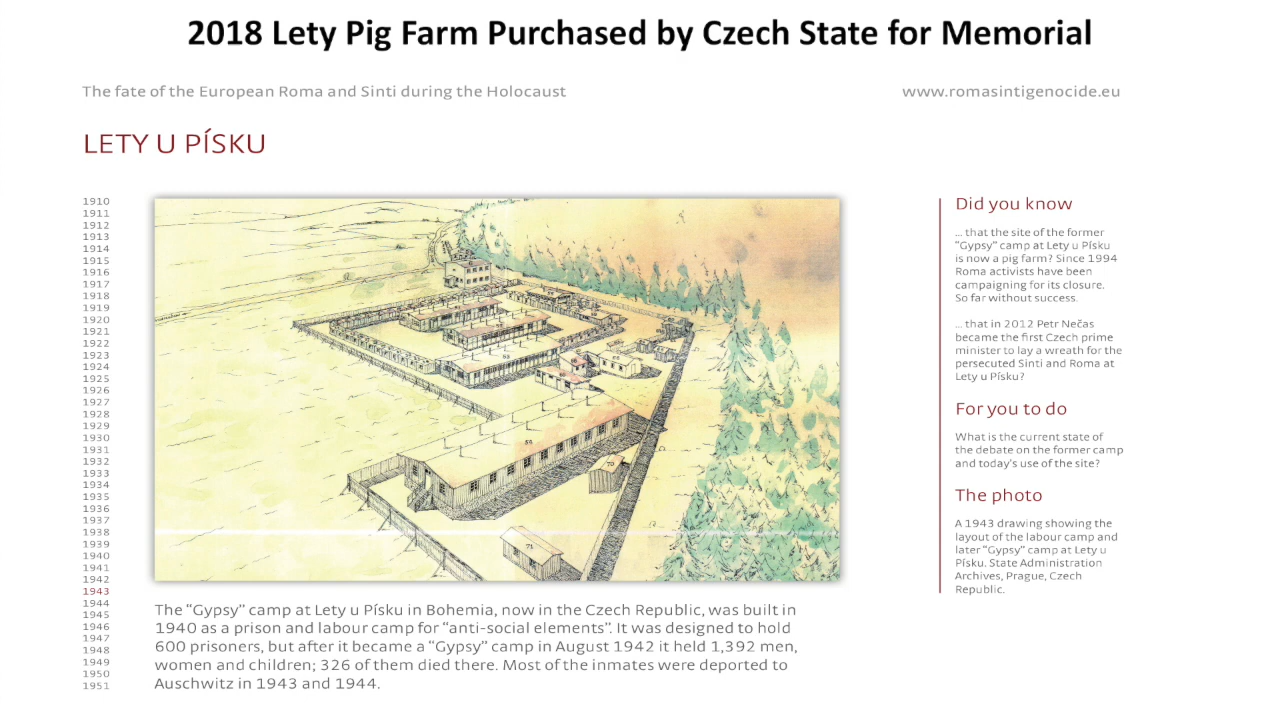 2018 Lety Pig Farm Purchased by Czech State for Memorial
The fate of the European Roma and Sinti during the Holocaust
www.romasintigenocide.eu
LETY U PÍSKU
1910
1911
1912
1913
1914
1915
1916
1917
1918
1919
1920
1921
1922
1923
1924
1925
1926
1927
1928
1929
1930
1931
1932
1933
1934
1935
1936
1937
1938
1939
1940
1941
1942
1943
1944
1945
1946
1947
1948
1949
1950
1951
56
70
71
The “Gypsy” camp at Lety u Písku in Bohemia, now in the Czech Republic, was built in
1940 as a prison and labour camp for “anti-social elements”. It was designed to hold
600 prisoners, but after it became a “Gypsy” camp in August 1942 it held 1,392 men,
women and children; 326 of them died there. Most of the inmates were deported to
Auschwitz in 1943 and 1944.
Did you know
... that the site of the former
“Gypsy” camp at Lety u Písku
is now a pig farm? Since 1994
Roma activists have been
campaigning for its closure.
So far without success.
... that in 2012 Petr Nečas
became the first Czech prime
minister to lay a wreath for the
persecuted Sinti and Roma at
Lety u Písku?
For you to do
What is the current state of
the debate on the former camp
and today’s use of the site?
The photo
A 1943 drawing showing the
layout of the labour camp and
later “Gypsy” camp at Lety u
Písku. State Administration
Archives, Prague, Czech
Republic.